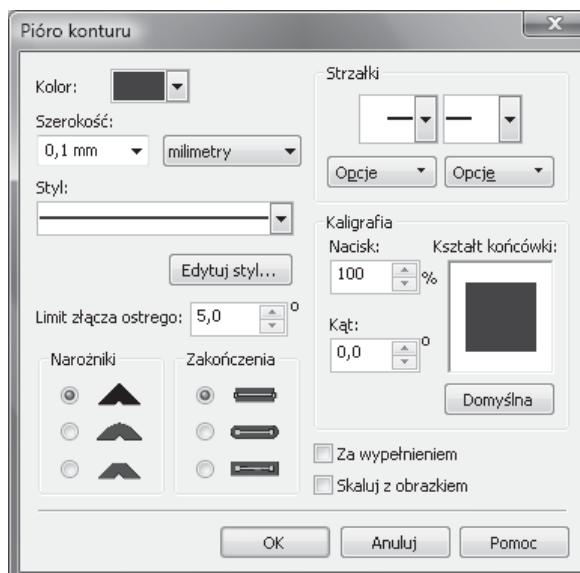 Pióro konturu
Kolor:
Szerokość:
0,1 mm
milimetry
Styl:
Edytuj styl...
Limit złącza ostrego:
5,0
o
Narożniki
Zakończenia
Strzałki
Opcje
Opcje
Kaligrafia
Nacisk:
Kształt końcówki:
100
%
Kąt:
0,0
o
Domyślna
Za wypełnieniem
Skaluj z obrazkiem
OK
Anuluj
Pomoc